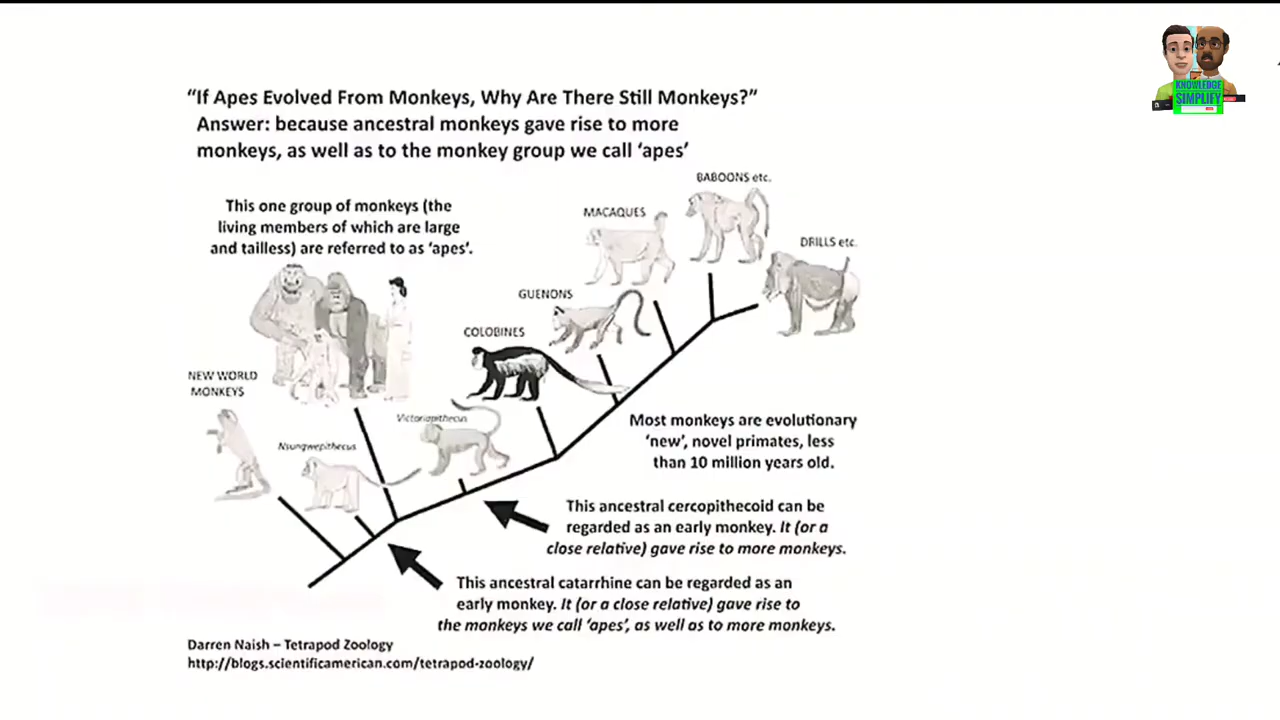 KNOWLEDGE
SIMPLIFY
“If Apes Evolved From Monkeys, Why Are There Still Monkeys?”
Answer: because ancestral monkeys gave rise to more
monkeys, as well as to the monkey group we call ‘apes’
This one group of monkeys (the
living members of which are large
and tailless) are referred to as ‘apes’.
BABOONS etc.
MACAQUES
DRILLS etc.
GUENONS
COLOBINES
NEW WORLD
MONKEYS
Victoriapithecus
Nsungwepithecus
Most monkeys are evolutionary
‘new’, novel primates, less
than 10 million years old.
This ancestral cercopithecoid can be
regarded as an early monkey. It (or a
close relative) gave rise to more monkeys.
This ancestral catarrhine can be regarded as an
early monkey. It (or a close relative) gave rise to
the monkeys we call ‘apes’, as well as to more monkeys.
Darren Naish – Tetrapod Zoology
http://blogs.scientificamerican.com/tetrapod-zoology/